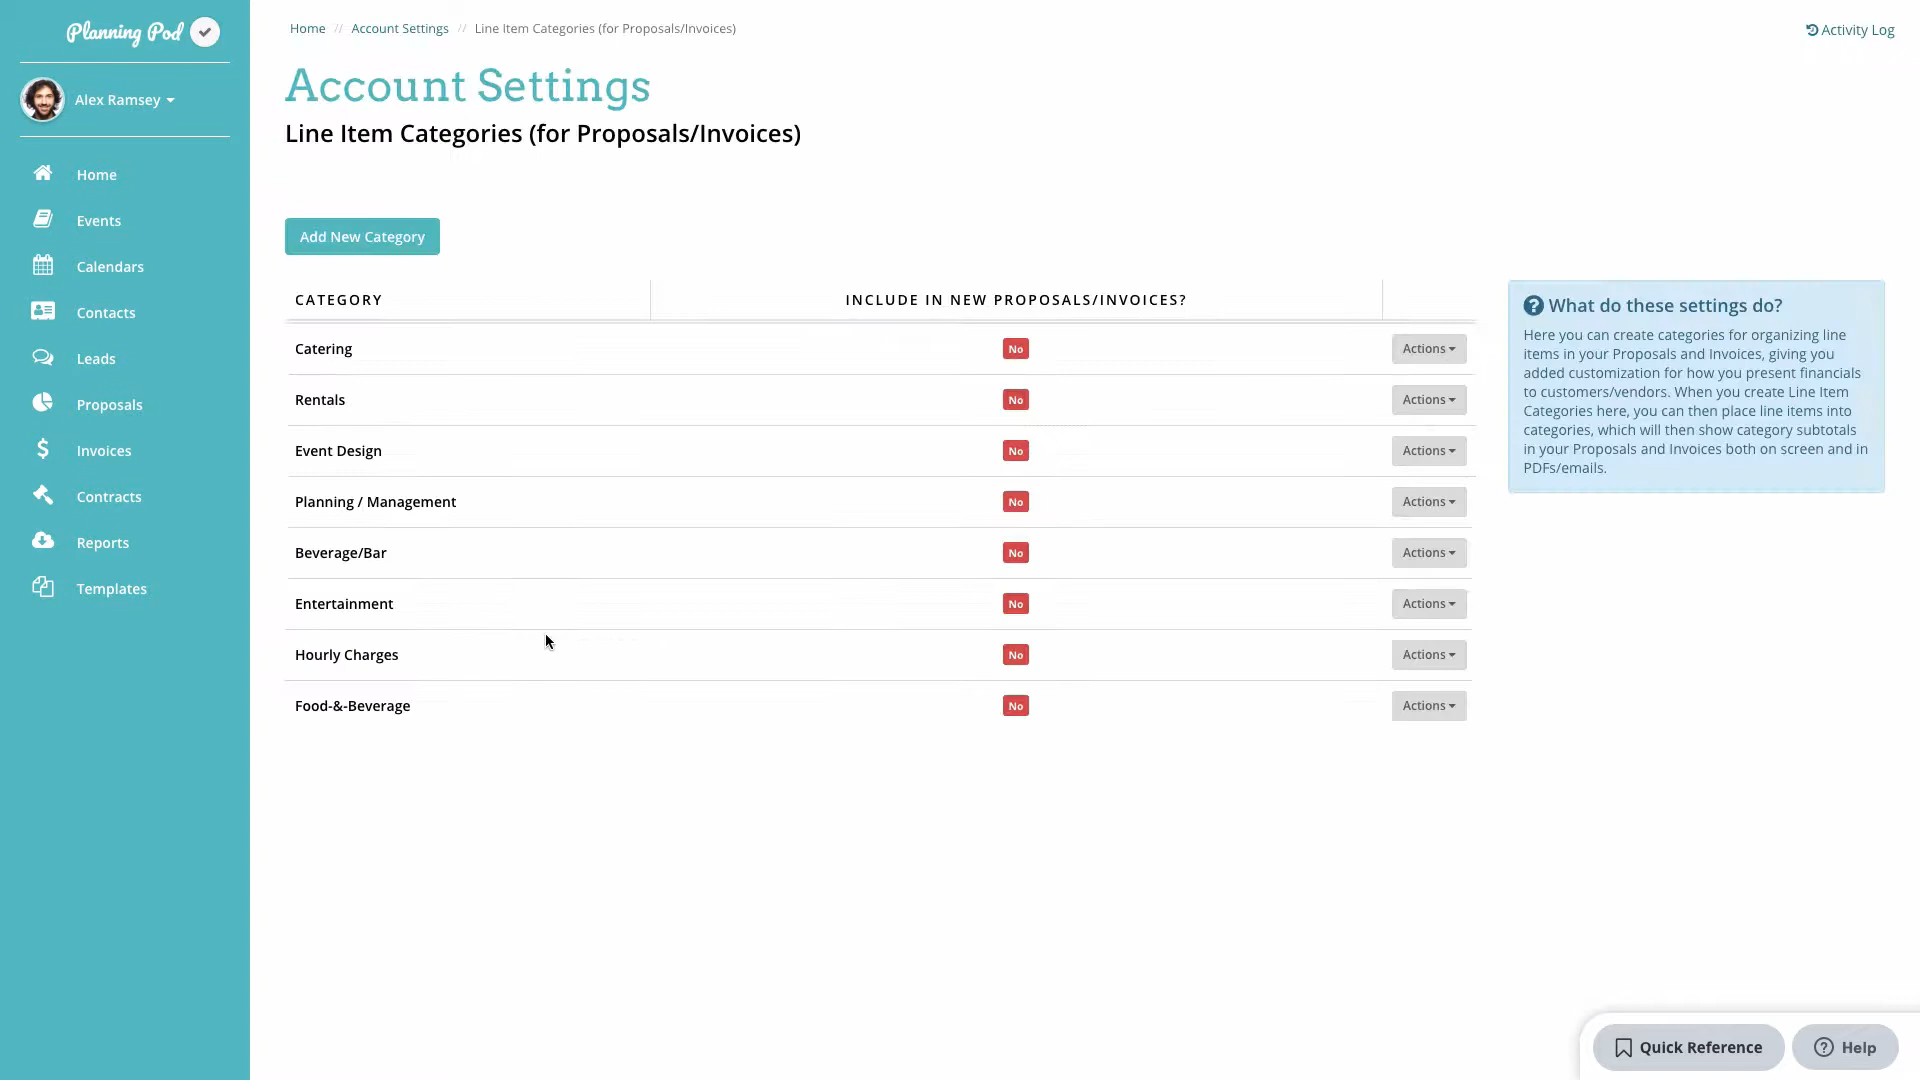 Planning Pod
Alex Ramsey
Home
Events
Calendars
Contacts
Leads
Proposals
Invoices
Contracts
Reports
Templates
Home // Account Settings // Line Item Categories (for Proposals/Invoices)
Activity Log
Account Settings
Line Item Categories (for Proposals/Invoices)
Add New Category
CATEGORY INCLUDE IN NEW PROPOSALS/INVOICES?
Catering No Actions
Rentals No Actions
Event Design No Actions
Planning / Management No Actions
Beverage/Bar No Actions
Entertainment No Actions
Hourly Charges No Actions
Food-&-Beverage No Actions
What do these settings do?
Here you can create categories for organizing line
items in your Proposals and Invoices, giving you
added customization for how you present financials
to customers/vendors. When you create Line Item
Categories here, you can then place line items into
categories, which will then show category subtotals
in your Proposals and Invoices both on screen and in
PDFs/emails.
Quick Reference
Help